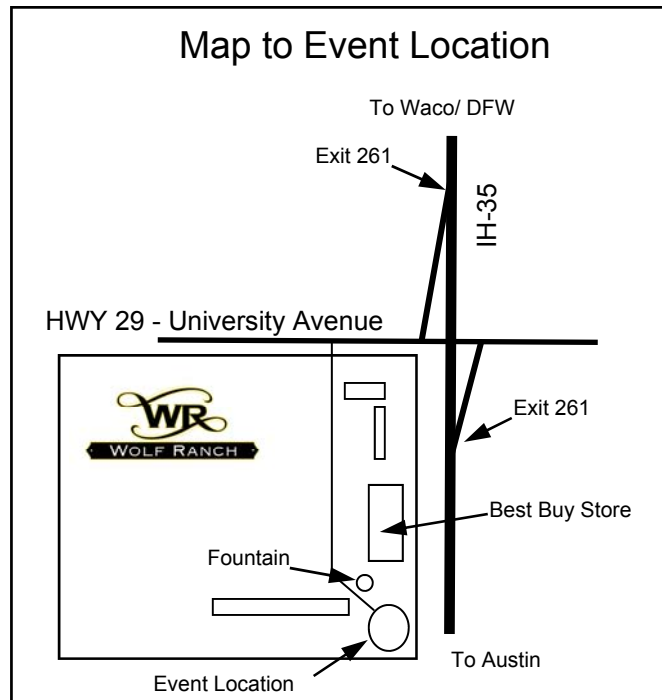 Map to Event Location
To Waco/ DFW
Exit 261
IH-35
HWY 29 - University Avenue
WR
WOLF RANCH
Exit 261
Best Buy Store
Fountain
To Austin
Event Location